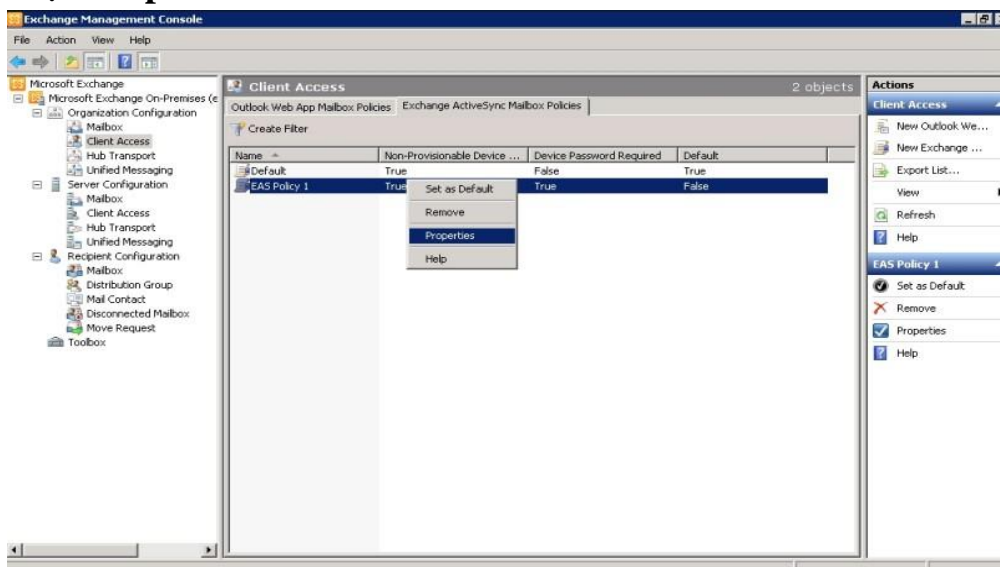 Exchange Management Console
File Action View Help
Microsoft Exchange
Microsoft Exchange On-Premises (e
Organization Configuration
Mailbox
Client Access
Hub Transport
Unified Messaging
Server Configuration
Mailbox
Client Access
Hub Transport
Unified Messaging
Recipient Configuration
Mailbox
Distribution Group
Mail Contact
Disconnected Mailbox
Move Request
Toolbox
Client Access 2 objects
Outlook Web App Mailbox Policies Exchange ActiveSync Mailbox Policies
Create Filter
Name Non-Provisionable Device ... Device Password Required Default
Default True False True
EAS Policy 1 True True False
Set as Default
Remove
Properties
Help
Actions
Client Access
New Outlook We...
New Exchange ...
Export List...
View
Refresh
Help
EAS Policy 1
Set as Default
Remove
Properties
Help